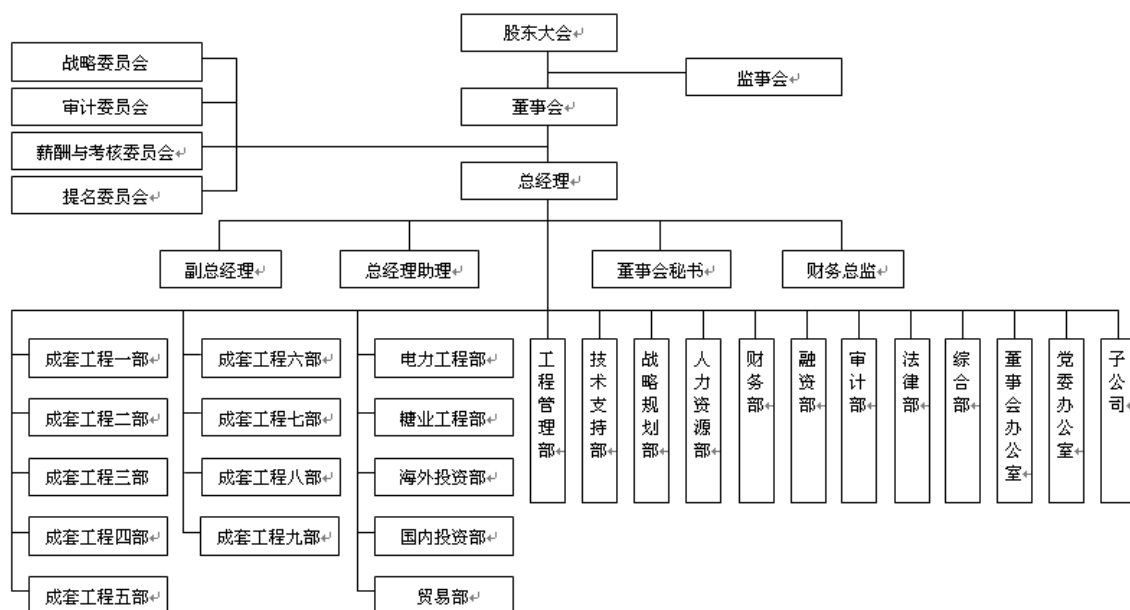 股东大会
战略委员会
监事会
审计委员会
董事会
薪酬与考核委员会
提名委员会
总经理
副总经理
总经理助理
董事会秘书
财务总监
成套工程一部
成套工程二部
成套工程三部
成套工程四部
成套工程五部
成套工程六部
成套工程七部
成套工程八部
成套工程九部
电力工程部
糖业工程部
海外投资部
国内投资部
贸易部
工程管理部
技术支持部
战略规划部
人力资源部
财务部
融资部
审计部
法律部
综合部
董事会办公室
党委办公室
子公司